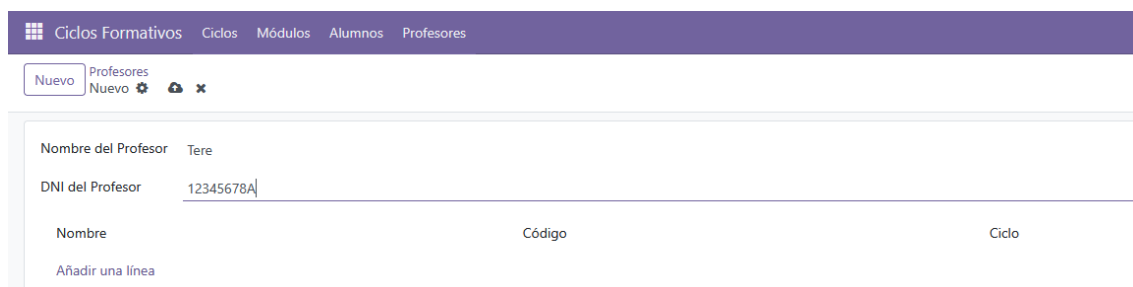 Ciclos Formativos Ciclos Módulos Alumnos Profesores
Nuevo Profesores
Nuevo
Nombre del Profesor Tere
DNI del Profesor 12345678A
Nombre Código Ciclo
Añadir una línea